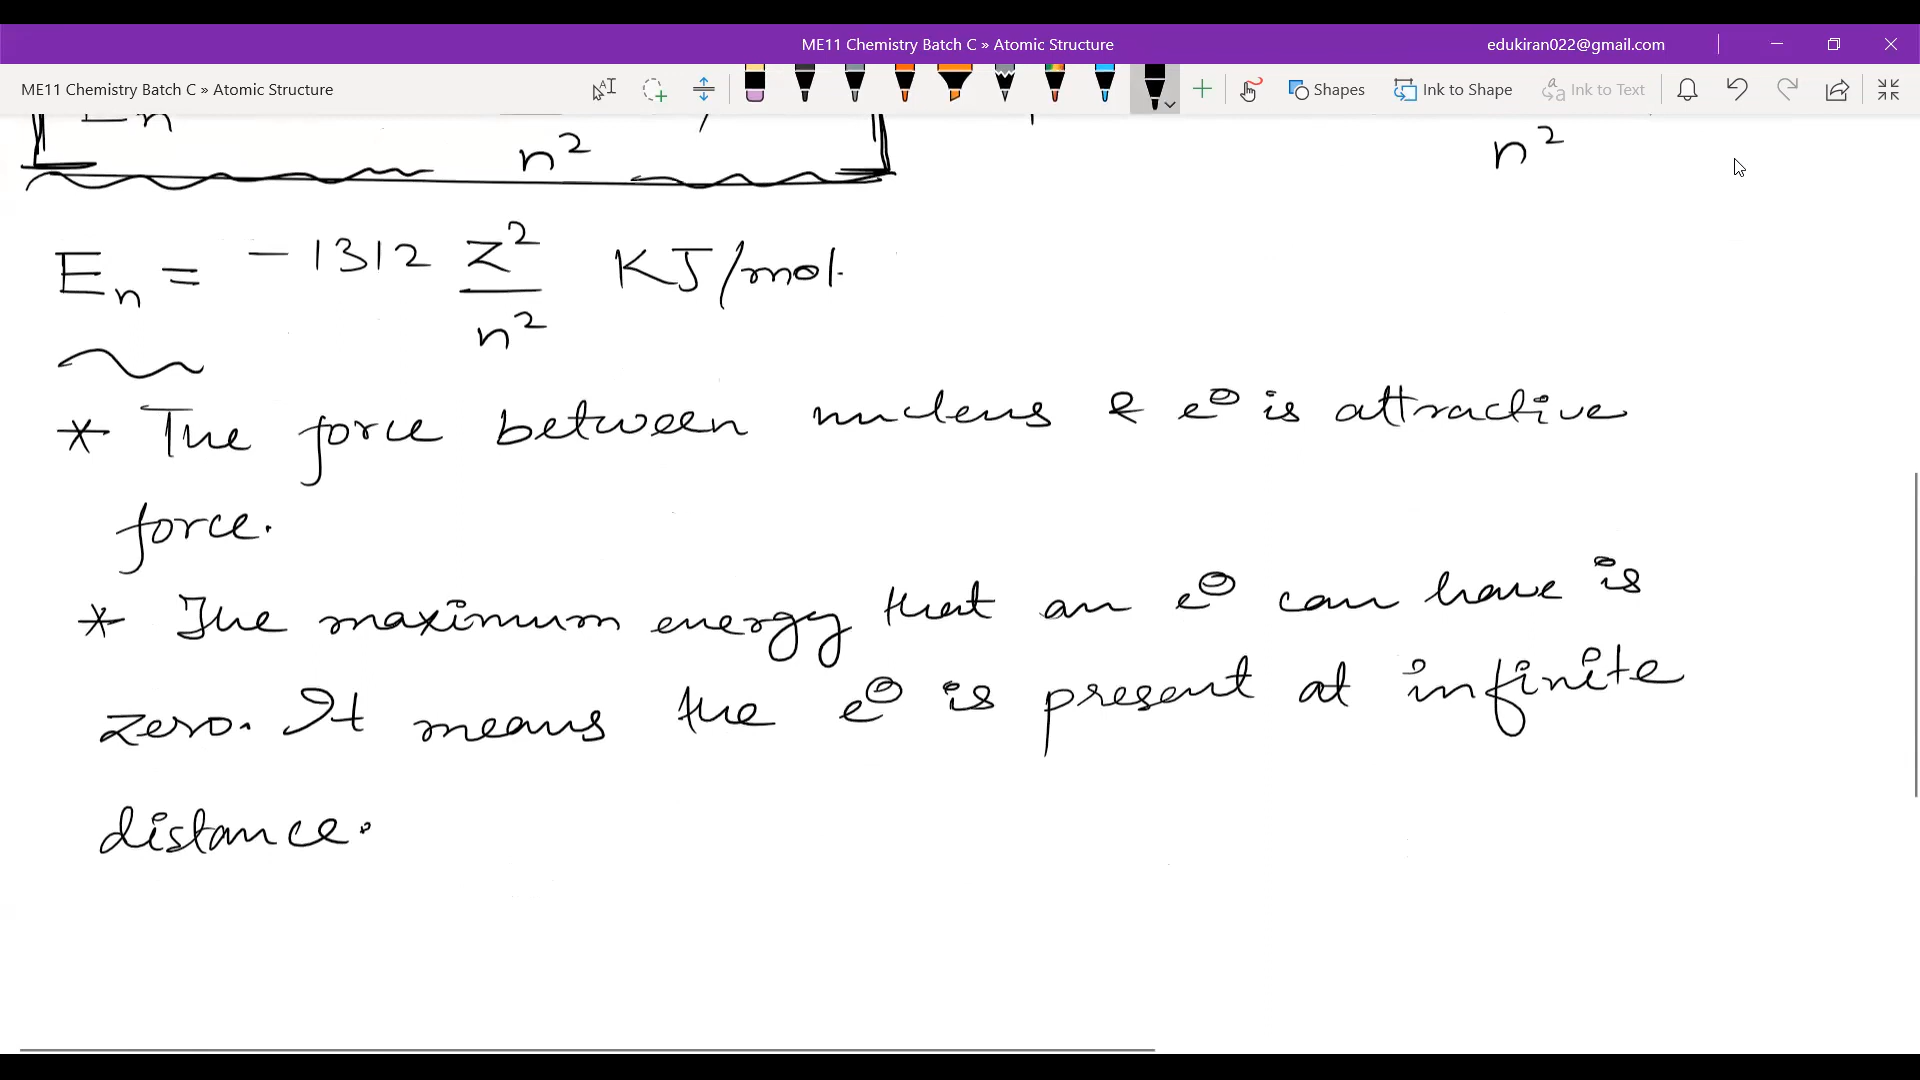 ME11 Chemistry Batch C » Atomic Structure edukiran022@gmail.com
ME11 Chemistry Batch C » Atomic Structure Shapes Ink to Shape Ink to Text
En n² n²
En = -1312 Z²/n² KJ/mol.
* The force between nucleus & e⊖ is attractive
force.
* The maximum energy that an e⊖ can have is
zero. It means the e⊖ is present at infinite
distance.